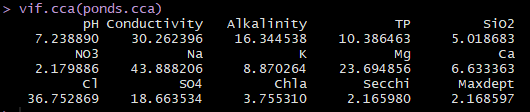 > vif.cca(ponds.cca)
pH Conductivity Alkalinity TP SiO2
7.238890 30.262396 16.344538 10.386463 5.018683
NO3 Na K Mg Ca
2.179886 43.888206 8.870264 23.694856 6.633363
Cl SO4 Chla Secchi Maxdept
36.752869 18.663534 3.755310 2.165980 2.168597